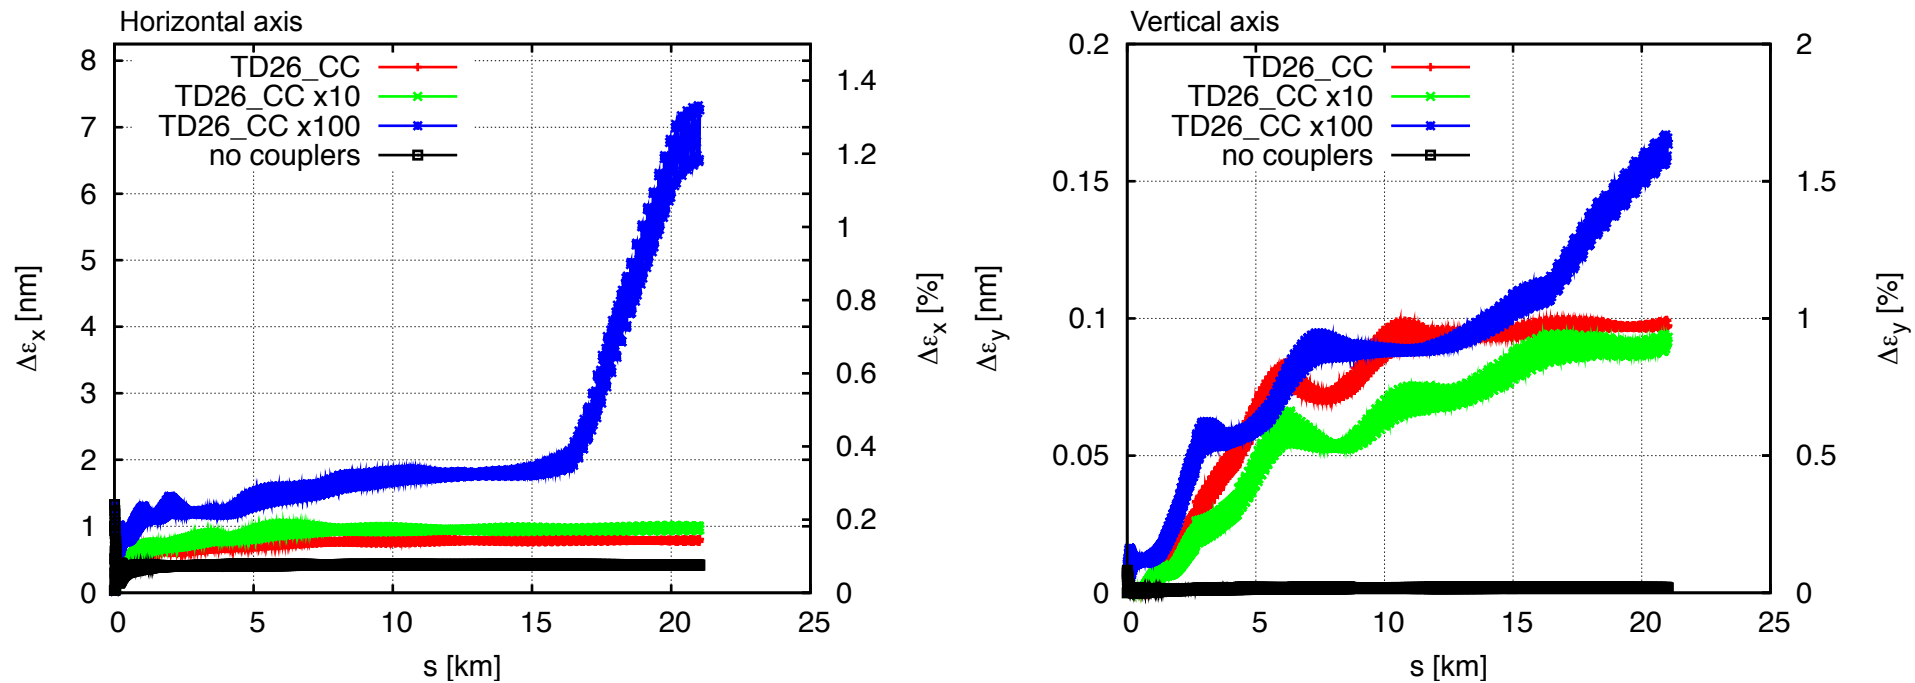 Horizontal axis
8
7
6
5
4
3
2
1
0
Δεx [nm]
TD26_CC
TD26_CC x10
TD26_CC x100
no couplers
1.4
1.2
1
0.8
0.6
0.4
0.2
0
Δεx [%]
0 5 10 15 20 25
s [km]
Vertical axis
0.2
0.15
0.1
0.05
0
Δεy [nm]
TD26_CC
TD26_CC x10
TD26_CC x100
no couplers
2
1.5
1
0.5
0
Δεy [%]
0 5 10 15 20 25
s [km]